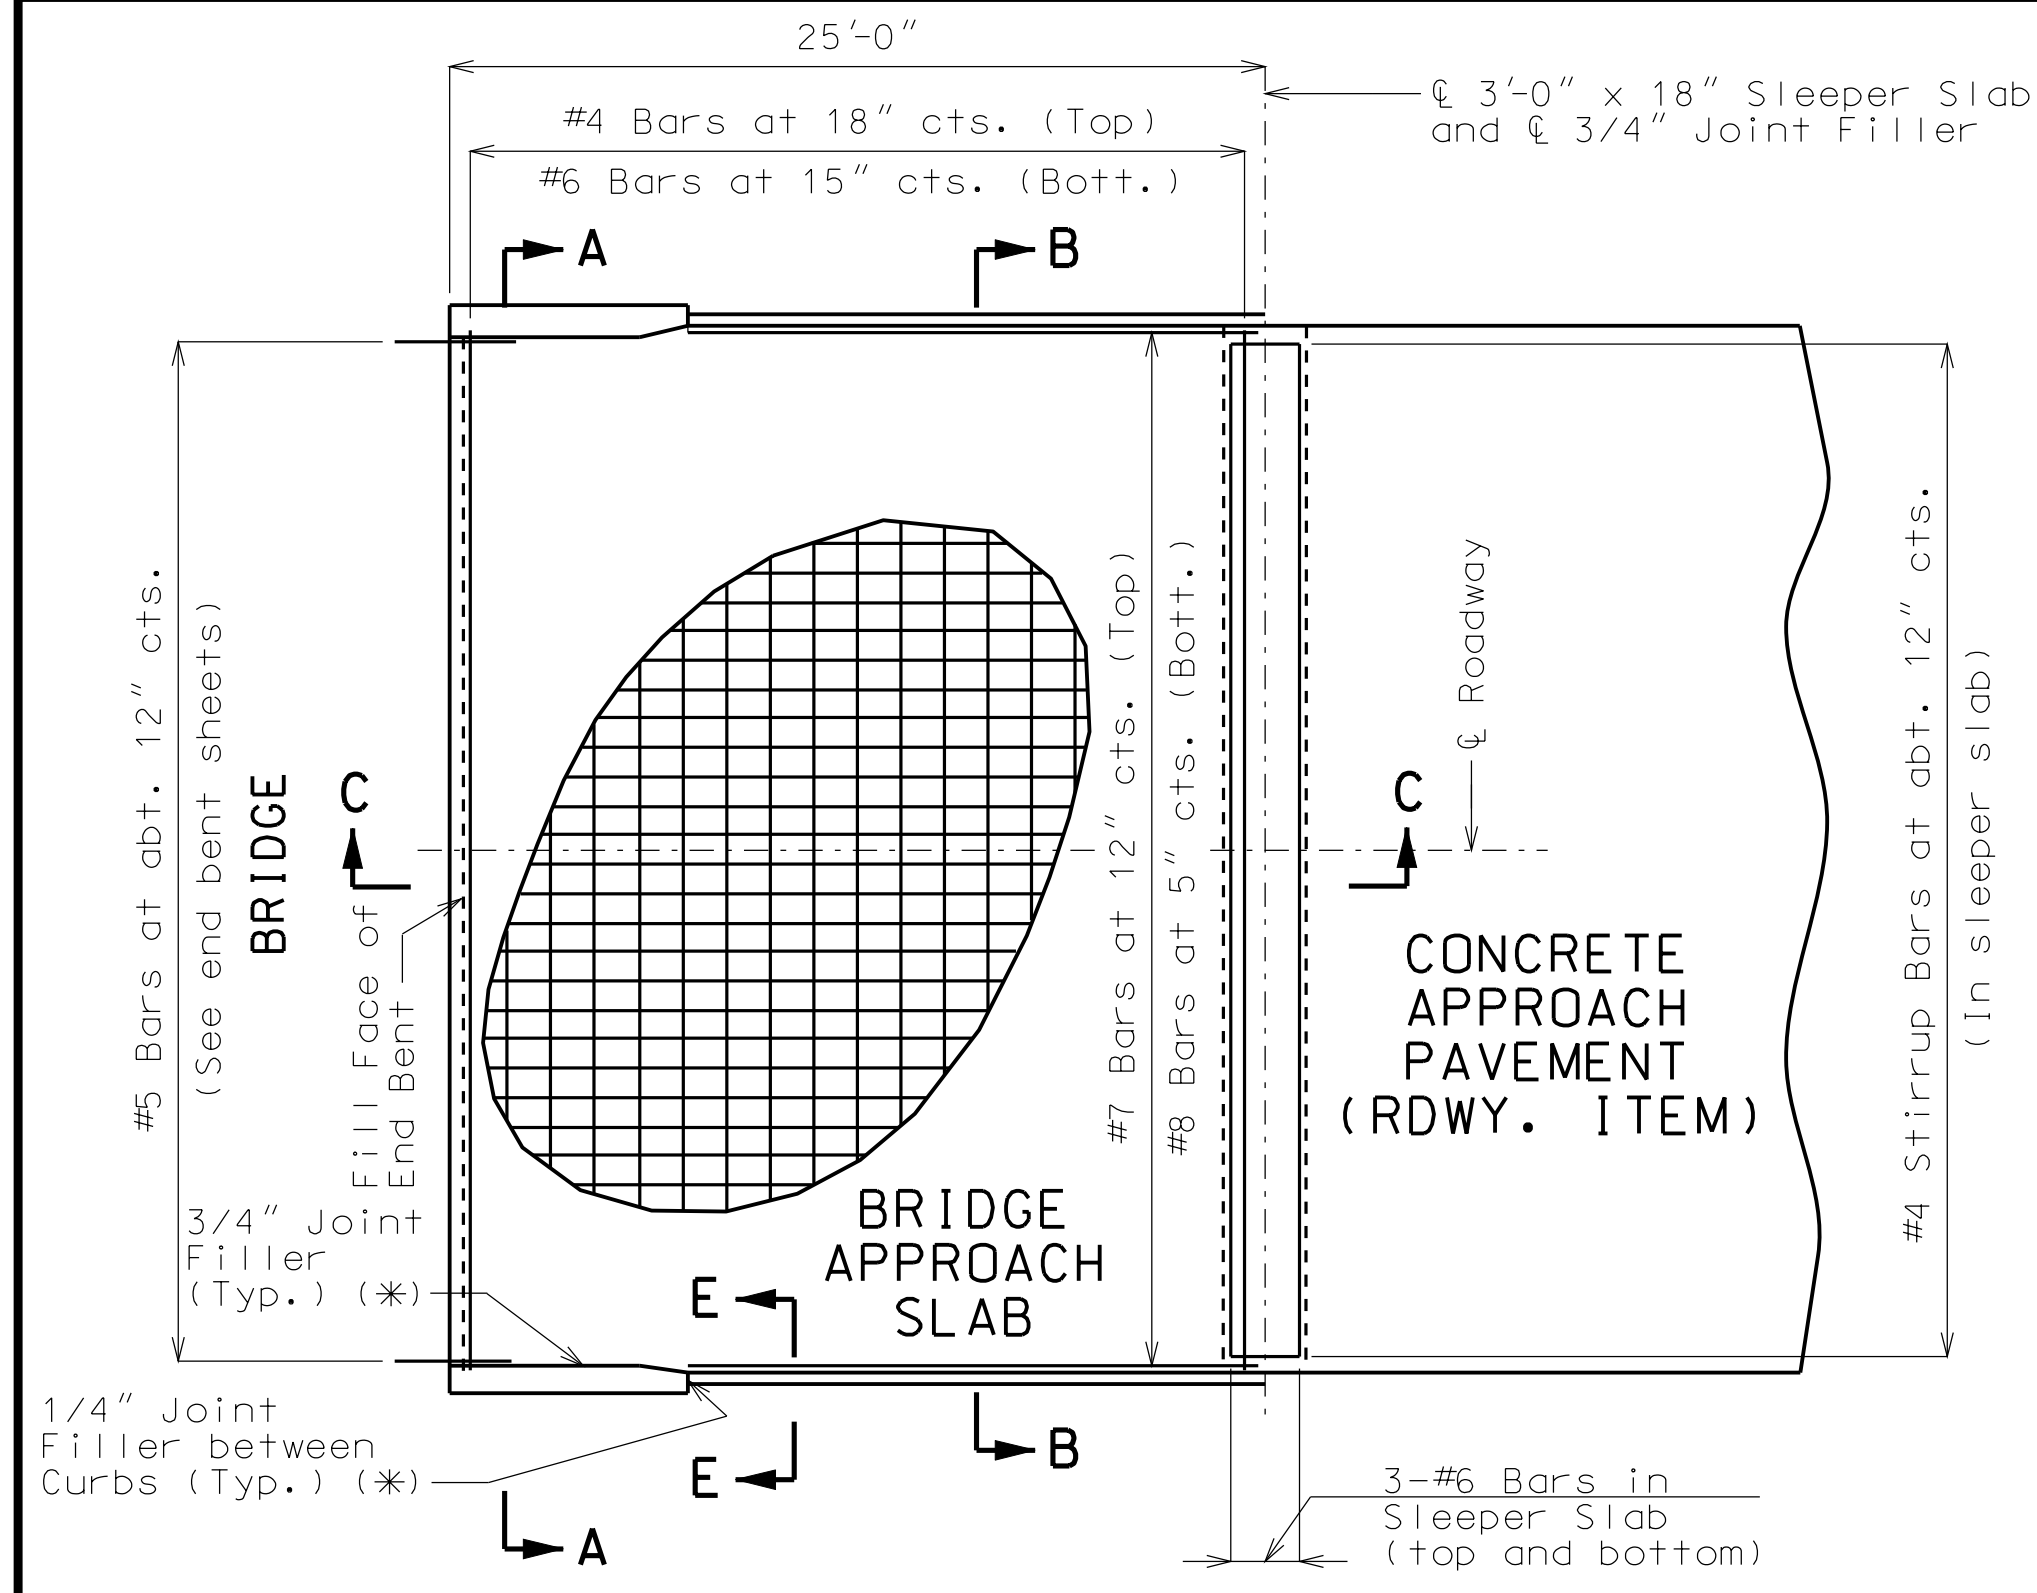 25'-0"
℄ 3'-0" x 18" Sleeper Slab
and ℄ 3/4" Joint Filler
#4 Bars at 18" cts. (Top)
#6 Bars at 15" cts. (Bott.)
A
B
#5 Bars at abt. 12" cts.
(See end bent sheets)
BRIDGE
C
Fill Face of
End Bent
#7 Bars at 12" cts. (Top)
#8 Bars at 5" cts. (Bott.)
℄ Roadway
C
CONCRETE
APPROACH
PAVEMENT
(RDWY. ITEM)
#4 Stirrup Bars at abt. 12" cts.
(In sleeper slab)
3/4" Joint
Filler
(Typ.) (*)
BRIDGE
APPROACH
SLAB
E
1/4" Joint
Filler between
Curbs (Typ.) (*)
E
B
A
3-#6 Bars in
Sleeper Slab
(top and bottom)